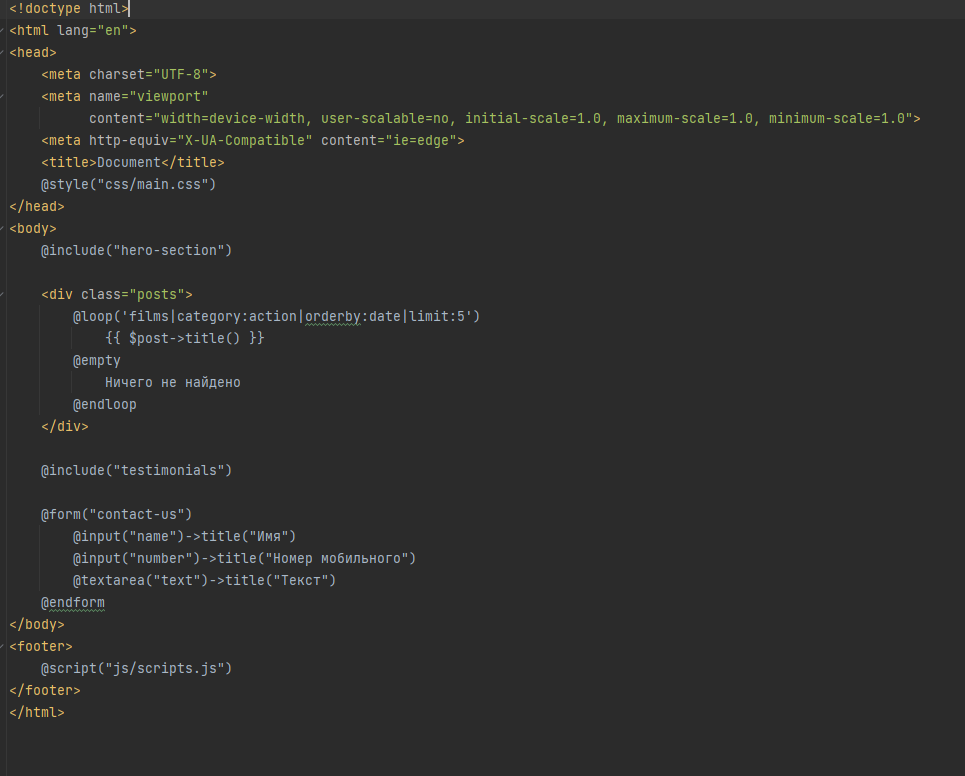 <!doctype html>
<html lang="en">
<head>
    <meta charset="UTF-8">
    <meta name="viewport"
          content="width=device-width, user-scalable=no, initial-scale=1.0, maximum-scale=1.0, minimum-scale=1.0">
    <meta http-equiv="X-UA-Compatible" content="ie=edge">
    <title>Document</title>
    @style("css/main.css")
</head>
<body>
    @include("hero-section")

    <div class="posts">
        @loop('films|category:action|orderby:date|limit:5')
            {{ $post->title() }}
        @empty
            Ничего не найдено
        @endloop
    </div>

    @include("testimonials")

    @form("contact-us")
        @input("name")->title("Имя")
        @input("number")->title("Номер мобильного")
        @textarea("text")->title("Текст")
    @endform
</body>
<footer>
    @script("js/scripts.js")
</footer>
</html>